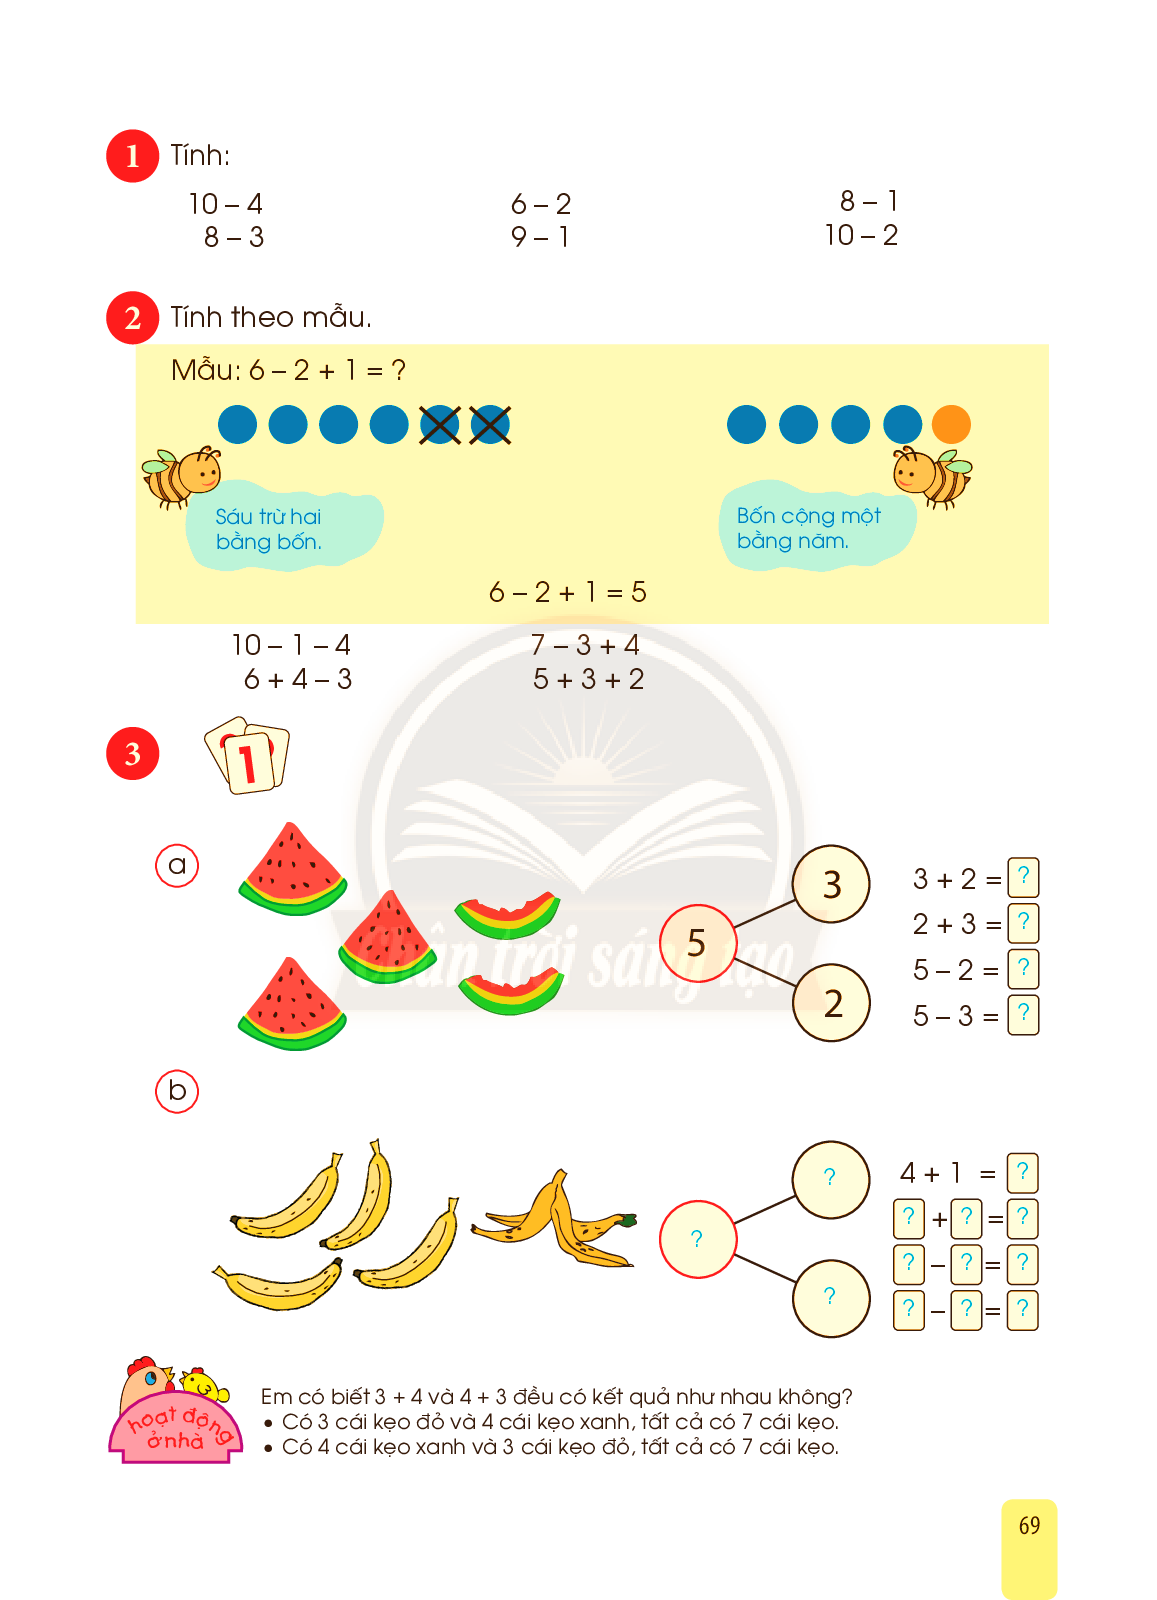 1 Tính:
10 – 4 6 – 2 8 – 1
8 – 3 9 – 1 10 – 2
2 Tính theo mẫu.
Mẫu: 6 – 2 + 1 = ?
Sáu trừ hai
bằng bốn.
Bốn cộng một
bằng năm.
6 – 2 + 1 = 5
10 – 1 – 4 7 – 3 + 4
6 + 4 – 3 5 + 3 + 2
3
1
a
5
3
2
3 + 2 = ?
2 + 3 = ?
5 – 2 = ?
5 – 3 = ?
Chân trời sáng tạo
b
?
?
?
4 + 1 = ?
? + ? = ?
? – ? = ?
? – ? = ?
hoạt động
ở nhà
Em có biết 3 + 4 và 4 + 3 đều có kết quả như nhau không?
• Có 3 cái kẹo đỏ và 4 cái kẹo xanh, tất cả có 7 cái kẹo.
• Có 4 cái kẹo xanh và 3 cái kẹo đỏ, tất cả có 7 cái kẹo.
69